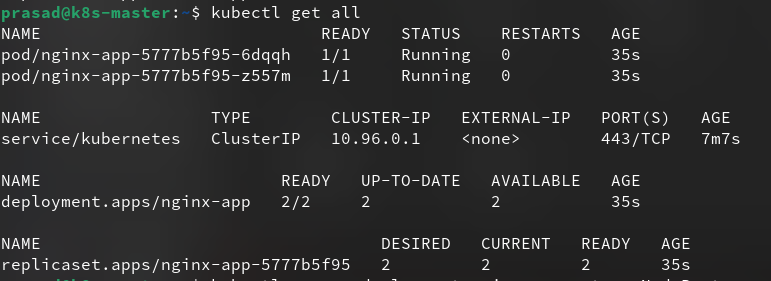 prasad@k8s-master:~$ kubectl get all
NAME READY STATUS RESTARTS AGE
pod/nginx-app-5777b5f95-6dqqh 1/1 Running 0 35s
pod/nginx-app-5777b5f95-z557m 1/1 Running 0 35s
NAME TYPE CLUSTER-IP EXTERNAL-IP PORT(S) AGE
service/kubernetes ClusterIP 10.96.0.1 <none> 443/TCP 7m7s
NAME READY UP-TO-DATE AVAILABLE AGE
deployment.apps/nginx-app 2/2 2 2 35s
NAME DESIRED CURRENT READY AGE
replicaset.apps/nginx-app-5777b5f95 2 2 2 35s